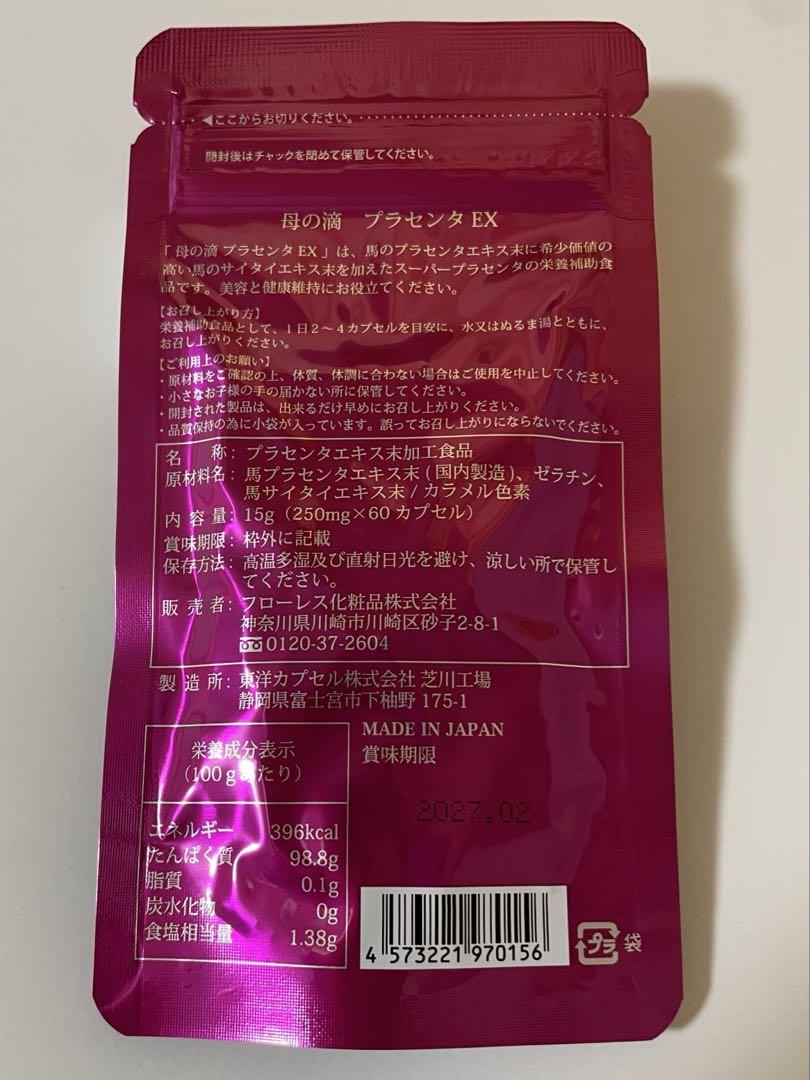 ◀ここからお切りください。
開封後はチャックを閉めて保管してください。
母の滴 プラセンタEX
「母の滴 プラセンタEX」は、馬のプラセンタエキス末に希少価値の
高い馬のサイタイエキス末を加えたスーパープラセンタの栄養補助食
品です。美容と健康維持にお役立てください。
【お召し上がり方】
栄養補助食品として、1日2～4カプセルを目安に、水又はぬるま湯とともに、
お召し上がりください。
【ご利用上のお願い】
・原材料をご確認の上、体質、体調に合わない場合はご使用を中止してください。
・小さなお子様の手の届かない所に保管してください。
・開封された製品は、出来るだけ早めにお召し上がりください。
・品質保持の為に小袋が入っています。誤ってお召し上がりにならないでください。
名 称：プラセンタエキス末加工食品
原材料名：馬プラセンタエキス末(国内製造)、ゼラチン、
馬サイタイエキス末/カラメル色素
内 容 量：15g（250mg×60カプセル）
賞味期限：枠外に記載
保存方法：高温多湿及び直射日光を避け、涼しい所で保管し
てください。
販 売 者：フローレス化粧品株式会社
神奈川県川崎市川崎区砂子2-8-1
0120-37-2604
製 造 所：東洋カプセル株式会社 芝川工場
静岡県富士宮市下柚野 175-1
MADE IN JAPAN
賞味期限
2027.02
栄養成分表示
（100gあたり）
エネルギー 396kcal
たんぱく質 98.8g
脂質 0.1g
炭水化物 0g
食塩相当量 1.38g
4 573221 970156
プラ 袋